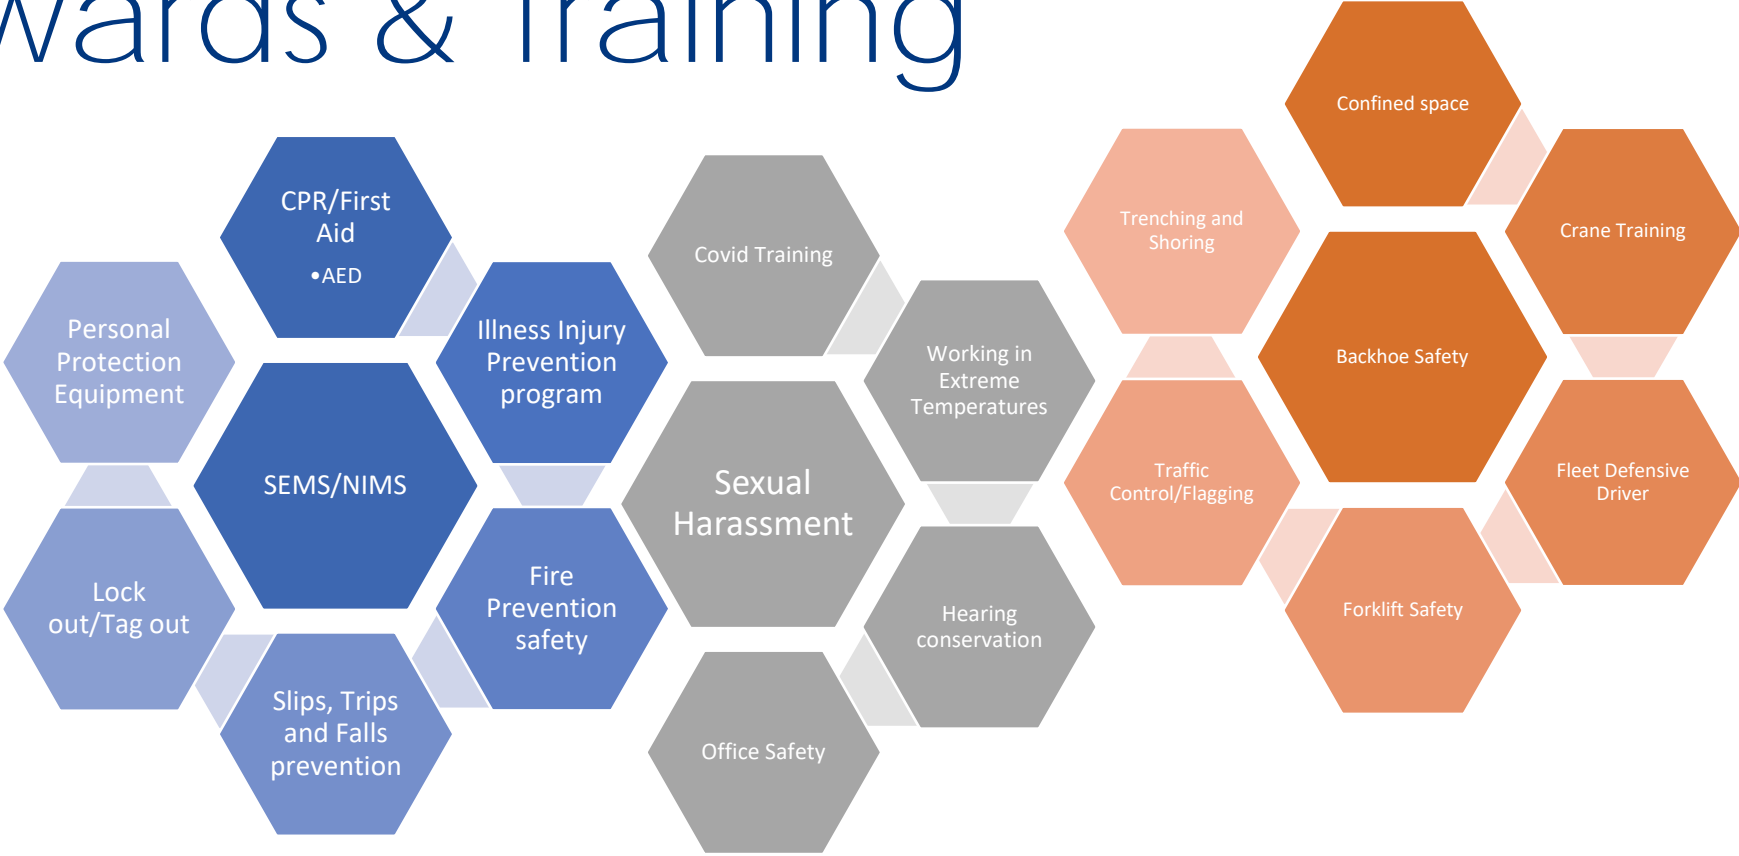 wards & Training
CPR/First
Aid
•AED
Personal
Protection
Equipment
Illness Injury
Prevention
program
SEMS/NIMS
Lock
out/Tag out
Fire
Prevention
safety
Slips, Trips
and Falls
prevention
Covid Training
Working in
Extreme
Temperatures
Sexual
Harassment
Hearing
conservation
Office Safety
Confined space
Trenching and
Shoring
Crane Training
Backhoe Safety
Traffic
Control/Flagging
Fleet Defensive
Driver
Forklift Safety